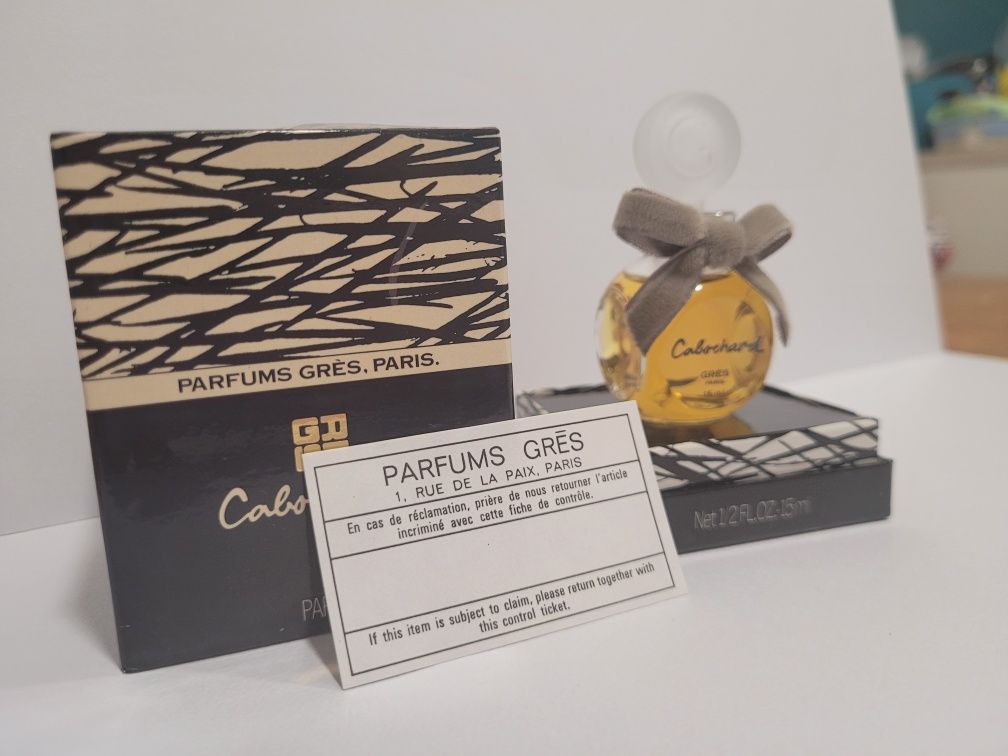 PARFUMS GRÈS, PARIS.
GR
Cabo
PAR
PARFUMS GRĒS
1, RUE DE LA PAIX, PARIS
En cas de réclamation, prière de nous retourner l'article
incriminé avec cette fiche de contrôle.
If this item is subject to claim, please return together with
this control ticket.
Cabochard
GRÈS
PARIS
Net 1/2 FL.OZ-15 ml